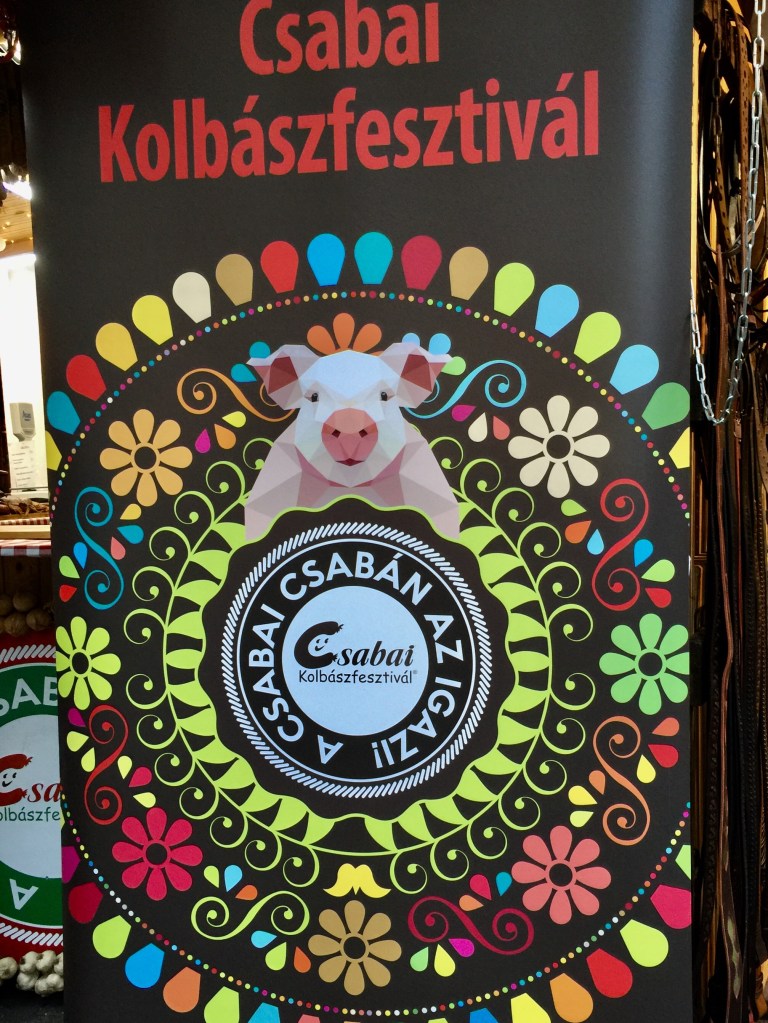 Csabai
Kolbászfesztivál
A CSABAI CSABÁN AZ IGAZI!
Csabai
Kolbászfesztivál®